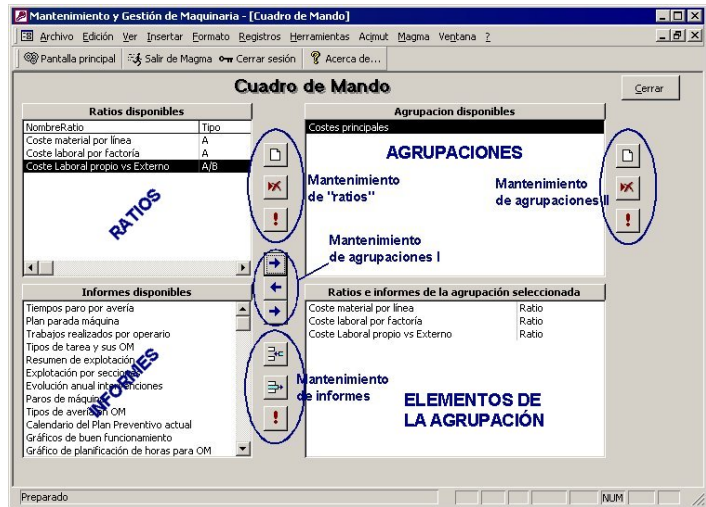 Mantenimiento y Gestión de Maquinaria - [Cuadro de Mando]
Archivo Edición Ver Insertar Formato Registros Herramientas Acimut Magma Ventana ?
Pantalla principal Salir de Magma Cerrar sesión Acerca de...
Cuadro de Mando
Cerrar
Ratios disponibles
NombreRatio Tipo
Coste material por línea A
Coste laboral por factoría A
Coste Laboral propio vs Externo A/B
RATIOS
Mantenimiento
de "ratios"
Agrupacion disponibles
Costes principales
AGRUPACIONES
Mantenimiento
de agrupaciones II
Mantenimiento
de agrupaciones I
Informes disponibles
Tiempos paro por avería
Plan parada máquina
Trabajos realizados por operario
Tipos de tarea y sus OM
Resumen de explotación
Explotación por secciones
Evolución anual intervenciones
Paros de máquina
Tipos de avería en OM
Calendario del Plan Preventivo actual
Gráficos de buen funcionamiento
Gráfico de planificación de horas para OM
INFORMES
Mantenimiento
de informes
Ratios e informes de la agrupación seleccionada
Coste material por línea Ratio
Coste laboral por factoría Ratio
Coste Laboral propio vs Externo Ratio
ELEMENTOS DE
LA AGRUPACIÓN
Preparado NUM